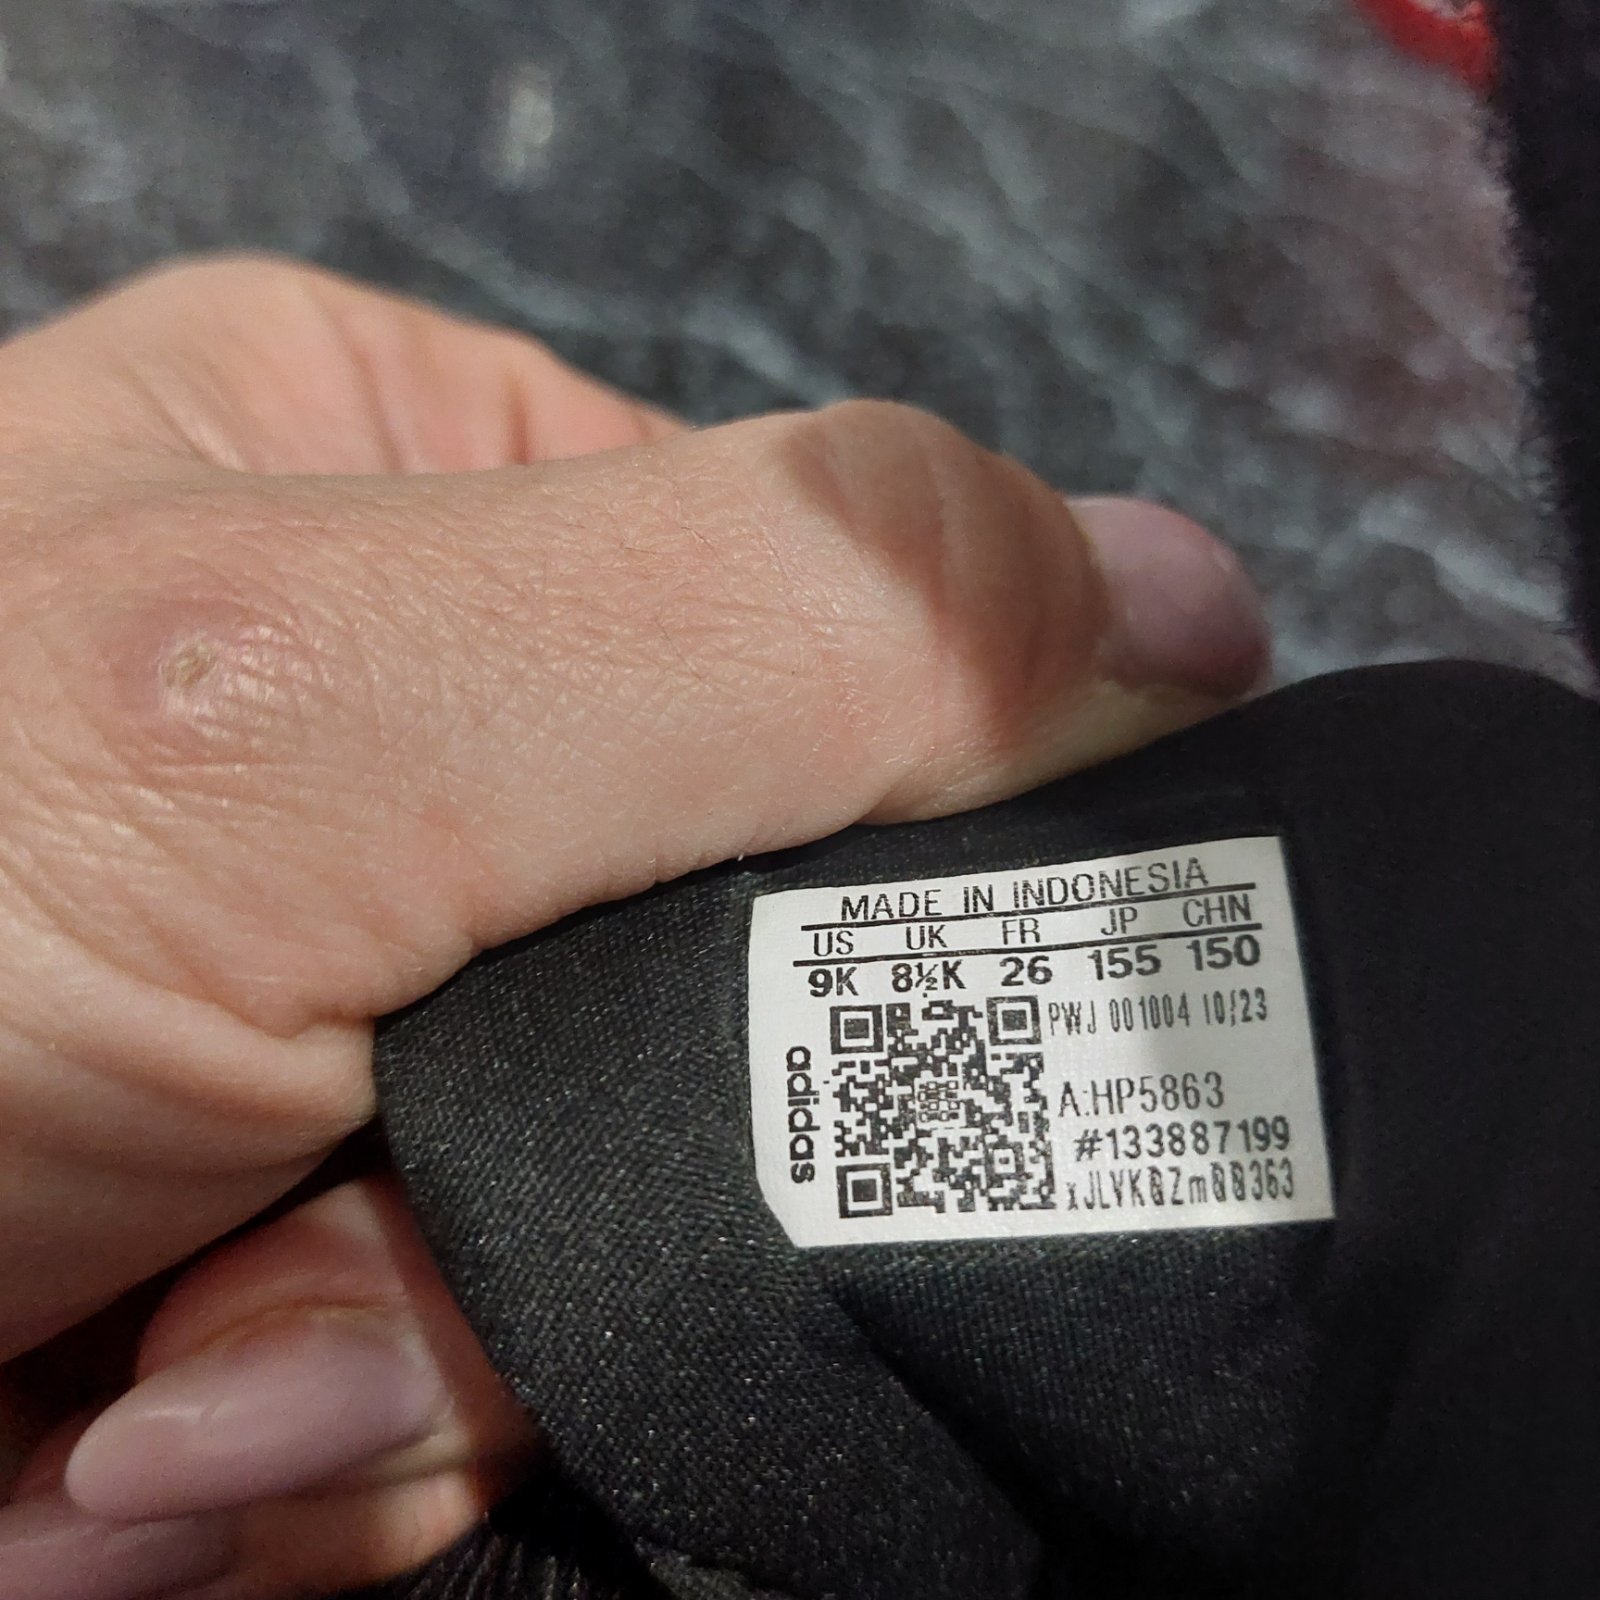 MADE IN INDONESIA
US UK FR JP CHN
9K 8½K 26 155 150
PWJ 001004 10/23
A:HP5863
#133887199
adidas